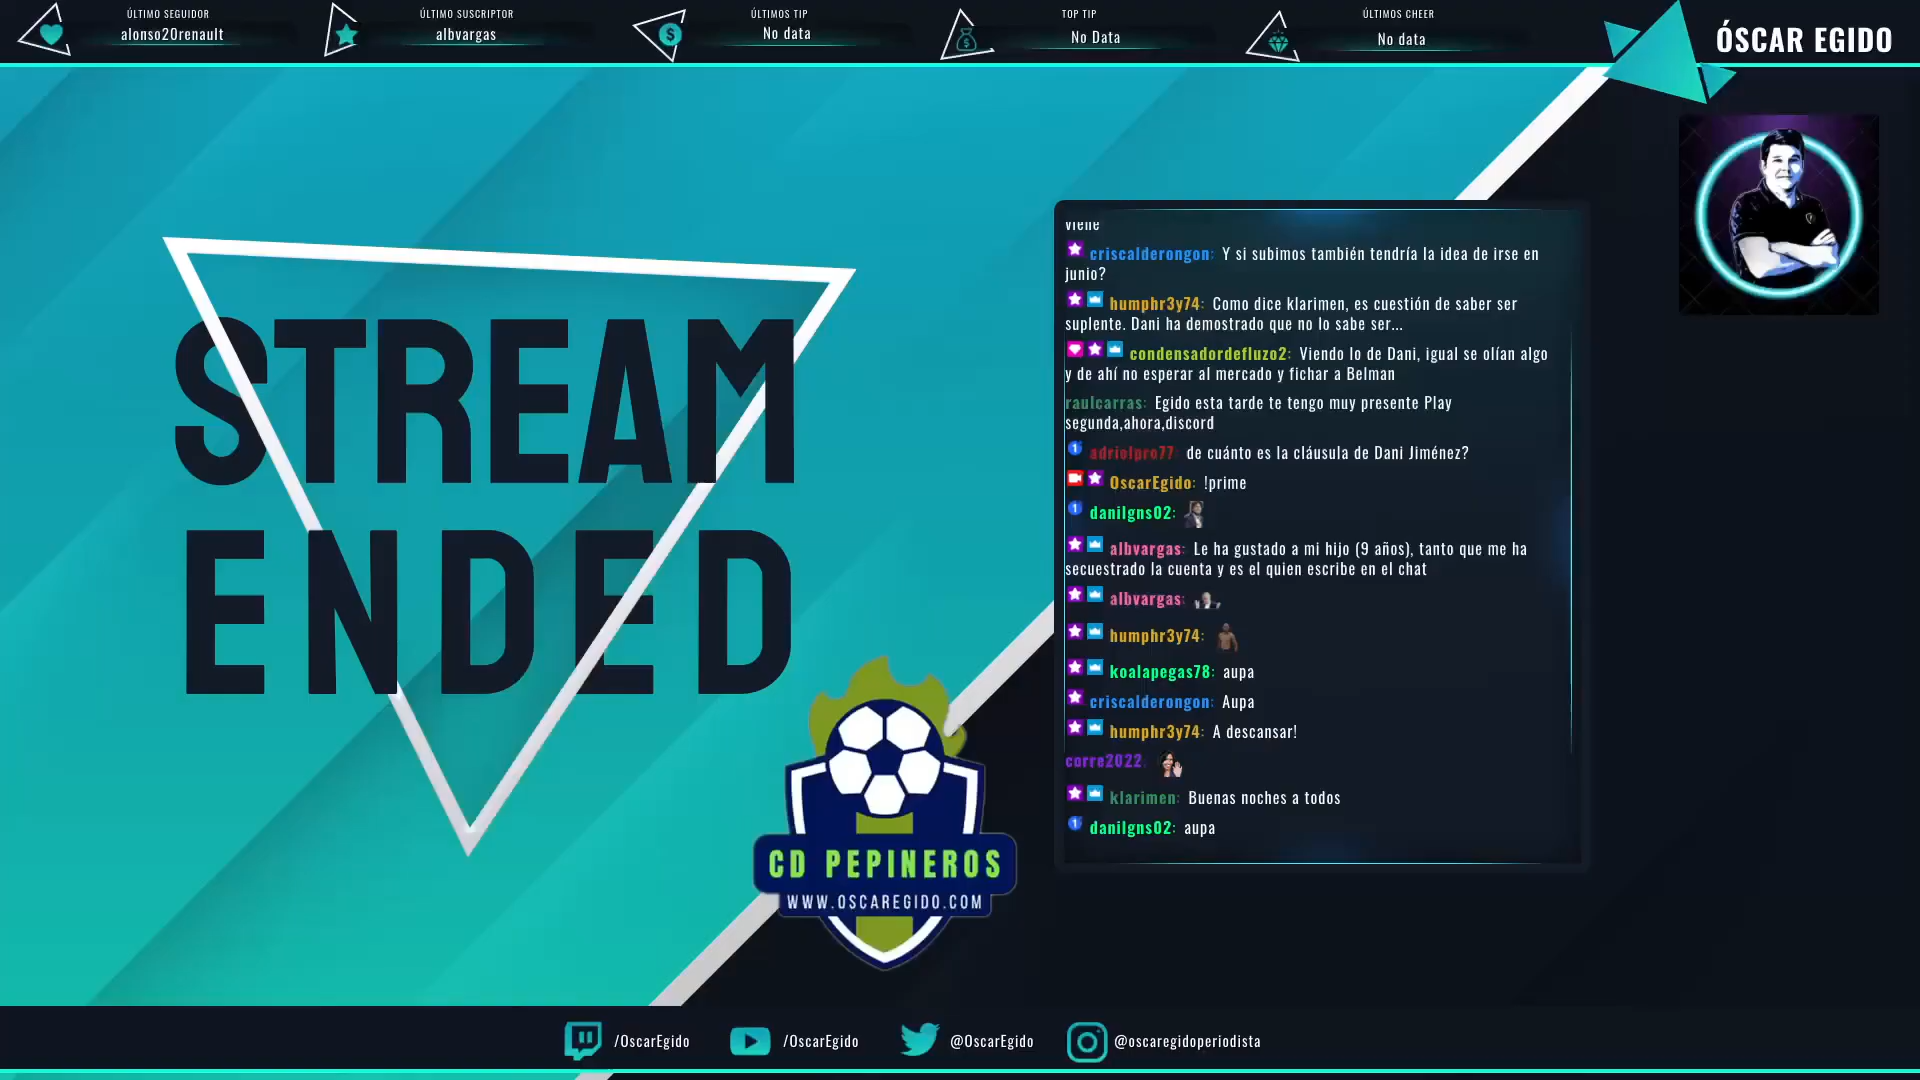 ÚLTIMO SEGUIDOR
alonso20renault
ÚLTIMO SUSCRIPTOR
albvargas
ÚLTIMOS TIP
No data
TOP TIP
No Data
ÚLTIMOS CHEER
No data
ÓSCAR EGIDO
STREAM
ENDED
viene
criscalderongon: Y si subimos también tendría la idea de irse en
junio?
humphr3y74: Como dice klarimen, es cuestión de saber ser
suplente. Dani ha demostrado que no lo sabe ser...
condensadordefluzo2: Viendo lo de Dani, igual se olían algo
y de ahí no esperar al mercado y fichar a Belman
raulcarras: Egido esta tarde te tengo muy presente Play
segunda,ahora,discord
adriolpro77: de cuánto es la cláusula de Dani Jiménez?
OscarEgido: !prime
danilgns02:
albvargas: Le ha gustado a mi hijo (9 años), tanto que me ha
secuestrado la cuenta y es el quien escribe en el chat
albvargas:
humphr3y74:
koalapegas78: aupa
criscalderongon: Aupa
humphr3y74: A descansar!
corre2022:
klarimen: Buenas noches a todos
danilgns02: aupa
CD PEPINEROS
WWW.OSCAREGIDO.COM
/OscarEgido
/OscarEgido
@OscarEgido
@oscaregidoperiodista